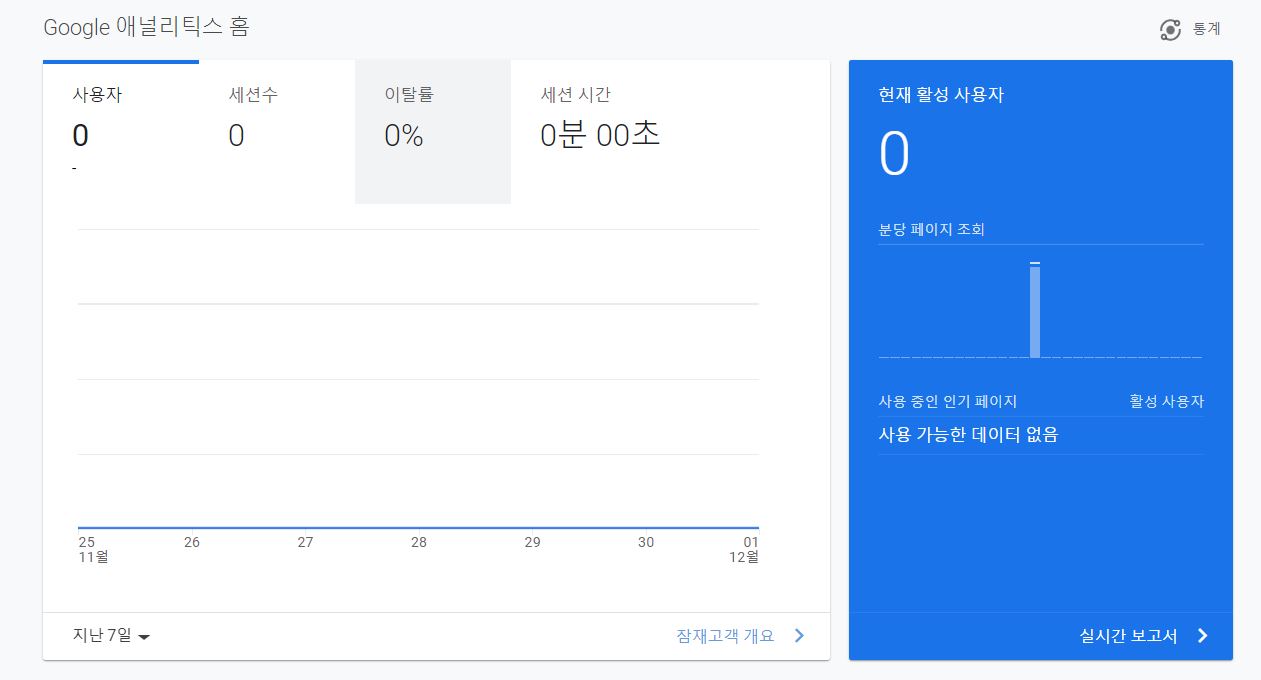 Google 애널리틱스 홈
통계
사용자
0
-
세션수
0
이탈률
0%
세션 시간
0분 00초
25
11월
26
27
28
29
30
01
12월
지난 7일
잠재고객 개요
현재 활성 사용자
0
분당 페이지 조회
사용 중인 인기 페이지
활성 사용자
사용 가능한 데이터 없음
실시간 보고서